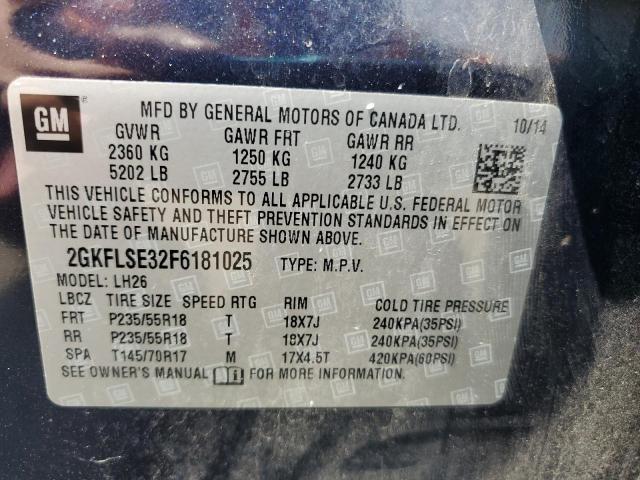 GM ®
MFD BY GENERAL MOTORS OF CANADA LTD.
10/14
GVWR GAWR FRT GAWR RR
2360 KG 1250 KG 1240 KG
5202 LB 2755 LB 2733 LB
THIS VEHICLE CONFORMS TO ALL APPLICABLE U.S. FEDERAL MOTOR
VEHICLE SAFETY AND THEFT PREVENTION STANDARDS IN EFFECT ON
THE DATE OF MANUFACTURE SHOWN ABOVE.
2GKFLSE32F6181025 TYPE: M.P.V.
MODEL: LH26
LBCZ TIRE SIZE SPEED RTG RIM COLD TIRE PRESSURE
FRT P235/55R18 T 18X7J 240KPA(35PSI)
RR P235/55R18 T 18X7J 240KPA(35PSI)
SPA T145/70R17 M 17X4.5T 420KPA(60PSI)
SEE OWNER'S MANUAL FOR MORE INFORMATION.